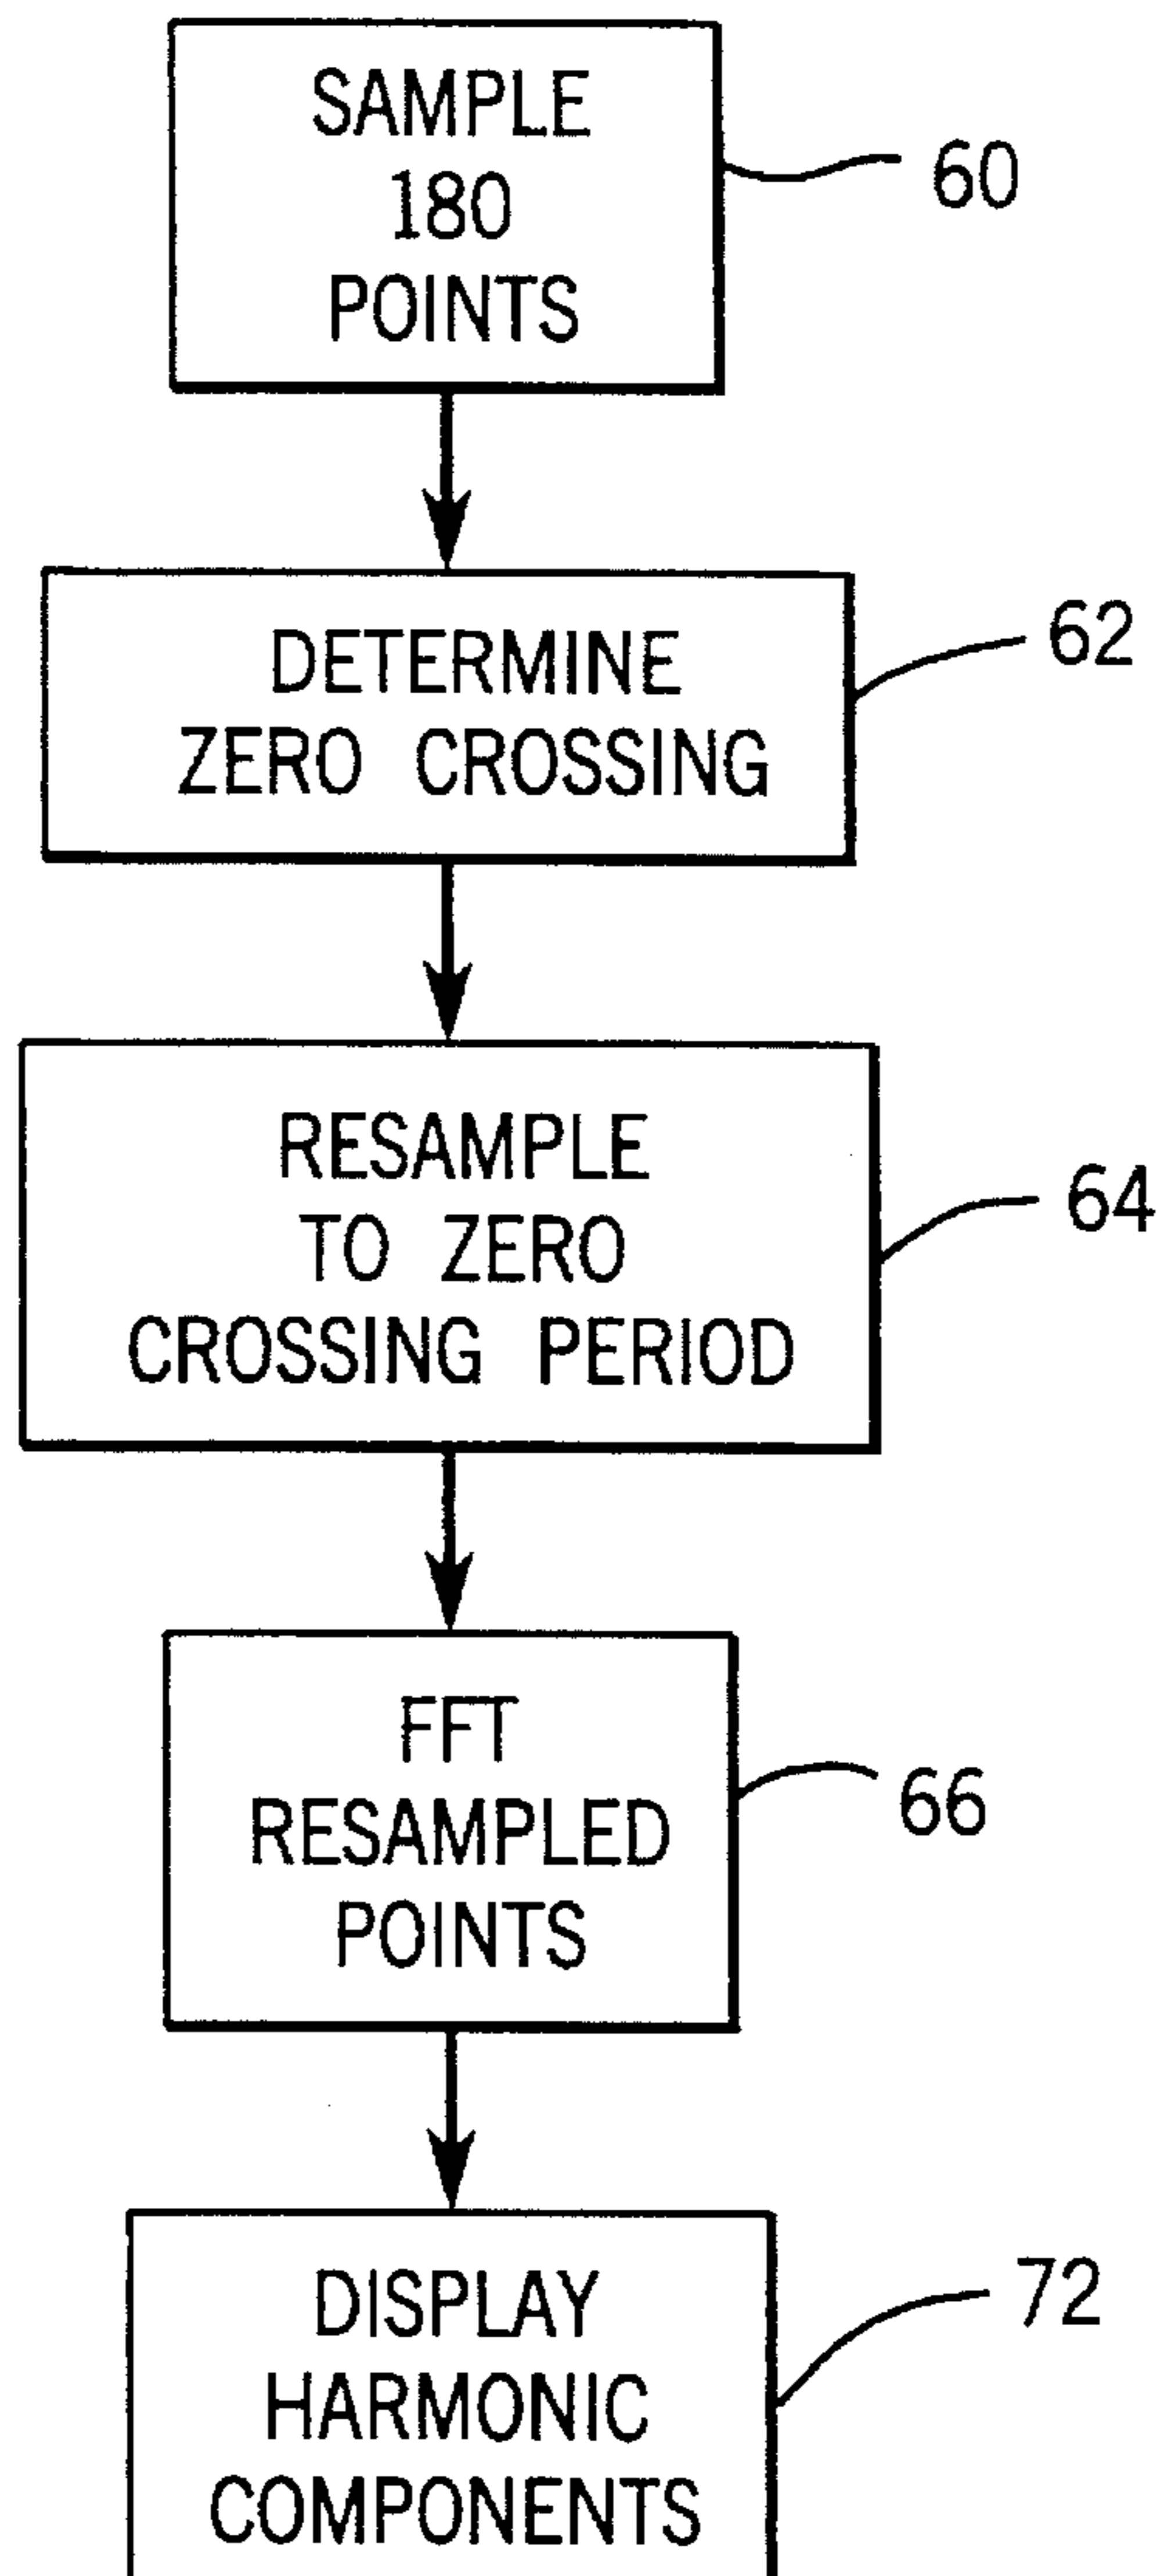 SAMPLE
180
POINTS
60
DETERMINE
ZERO CROSSING
62
RESAMPLE
TO ZERO
CROSSING PERIOD
64
FFT
RESAMPLED
POINTS
66
DISPLAY
HARMONIC
COMPONENTS
72